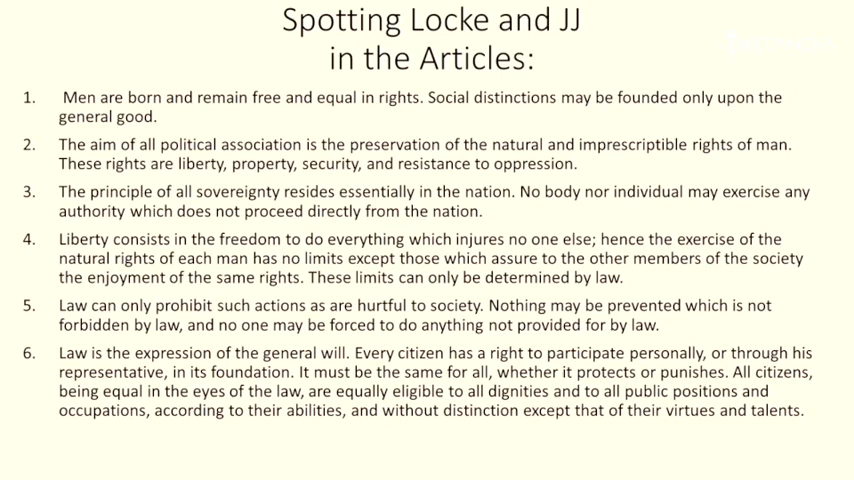 Spotting Locke and JJ
in the Articles:
1. Men are born and remain free and equal in rights. Social distinctions may be founded only upon the
general good.
2. The aim of all political association is the preservation of the natural and imprescriptible rights of man.
These rights are liberty, property, security, and resistance to oppression.
3. The principle of all sovereignty resides essentially in the nation. No body nor individual may exercise any
authority which does not proceed directly from the nation.
4. Liberty consists in the freedom to do everything which injures no one else; hence the exercise of the
natural rights of each man has no limits except those which assure to the other members of the society
the enjoyment of the same rights. These limits can only be determined by law.
5. Law can only prohibit such actions as are hurtful to society. Nothing may be prevented which is not
forbidden by law, and no one may be forced to do anything not provided for by law.
6. Law is the expression of the general will. Every citizen has a right to participate personally, or through his
representative, in its foundation. It must be the same for all, whether it protects or punishes. All citizens,
being equal in the eyes of the law, are equally eligible to all dignities and to all public positions and
occupations, according to their abilities, and without distinction except that of their virtues and talents.